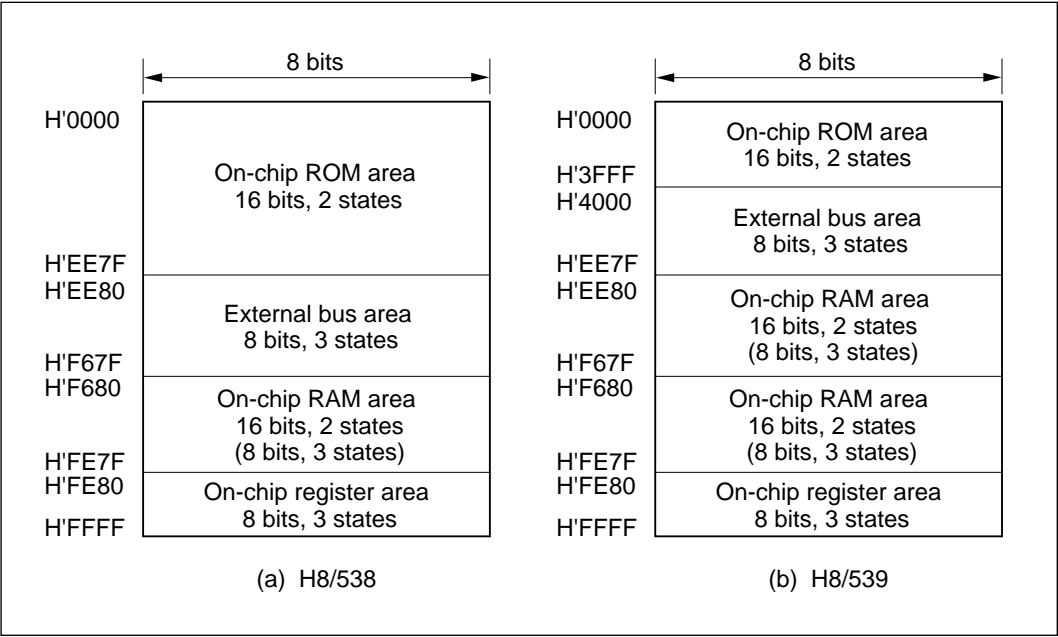 8 bits
H'0000
On-chip ROM area
16 bits, 2 states
H'EE7F
H'EE80
External bus area
8 bits, 3 states
H'F67F
H'F680
On-chip RAM area
16 bits, 2 states
(8 bits, 3 states)
H'FE7F
H'FE80
On-chip register area
8 bits, 3 states
H'FFFF
(a) H8/538
8 bits
H'0000
On-chip ROM area
16 bits, 2 states
H'3FFF
H'4000
External bus area
8 bits, 3 states
H'EE7F
H'EE80
On-chip RAM area
16 bits, 2 states
(8 bits, 3 states)
H'F67F
H'F680
On-chip RAM area
16 bits, 2 states
(8 bits, 3 states)
H'FE7F
H'FE80
On-chip register area
8 bits, 3 states
H'FFFF
(b) H8/539